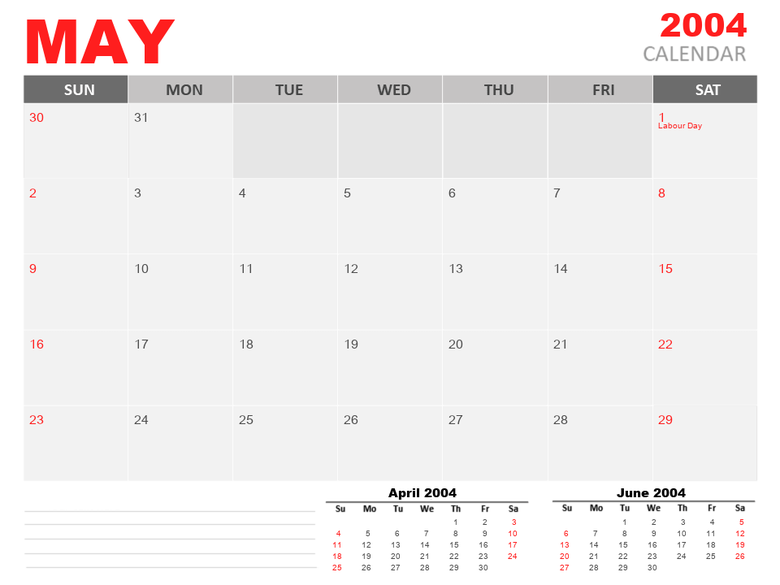 MAY
2004
CALENDAR
SUN MON TUE WED THU FRI SAT
30 31 1
Labour Day
2 3 4 5 6 7 8
9 10 11 12 13 14 15
16 17 18 19 20 21 22
23 24 25 26 27 28 29
April 2004
Su Mo Tu We Th Fr Sa
1 2 3
4 5 6 7 8 9 10
11 12 13 14 15 16 17
18 19 20 21 22 23 24
25 26 27 28 29 30
June 2004
Su Mo Tu We Th Fr Sa
1 2 3 4 5
6 7 8 9 10 11 12
13 14 15 16 17 18 19
20 21 22 23 24 25 26
27 28 29 30